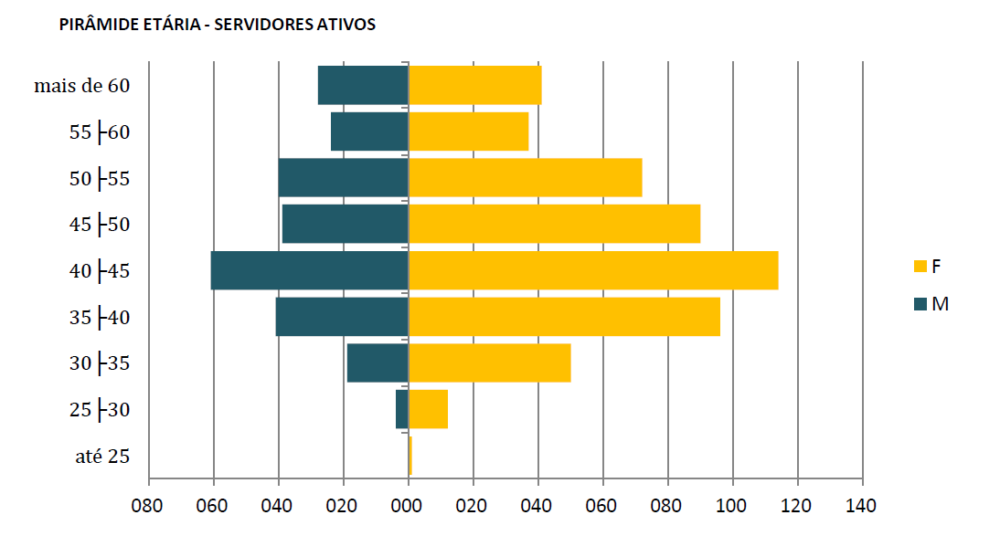 PIRÂMIDE ETÁRIA - SERVIDORES ATIVOS
mais de 60
55├60
50├55
45├50
40├45
35├40
30├35
25├30
até 25
F
M
080 060 040 020 000 020 040 060 080 100 120 140